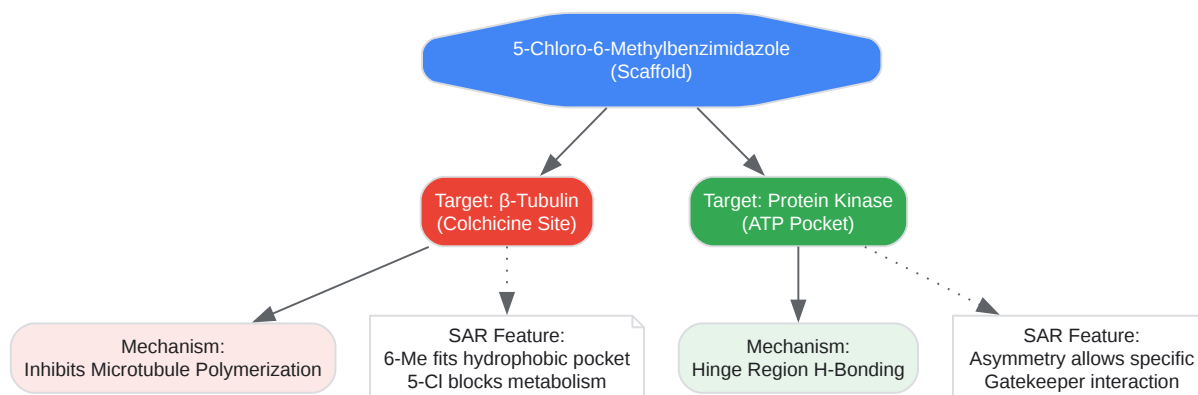 5-Chloro-6-Methylbenzimidazole
(Scaffold)
Target: β-Tubulin
(Colchicine Site)
Target: Protein Kinase
(ATP Pocket)
Mechanism:
Inhibits Microtubule Polymerization
SAR Feature:
6-Me fits hydrophobic pocket
5-Cl blocks metabolism
Mechanism:
Hinge Region H-Bonding
SAR Feature:
Asymmetry allows specific
Gatekeeper interaction